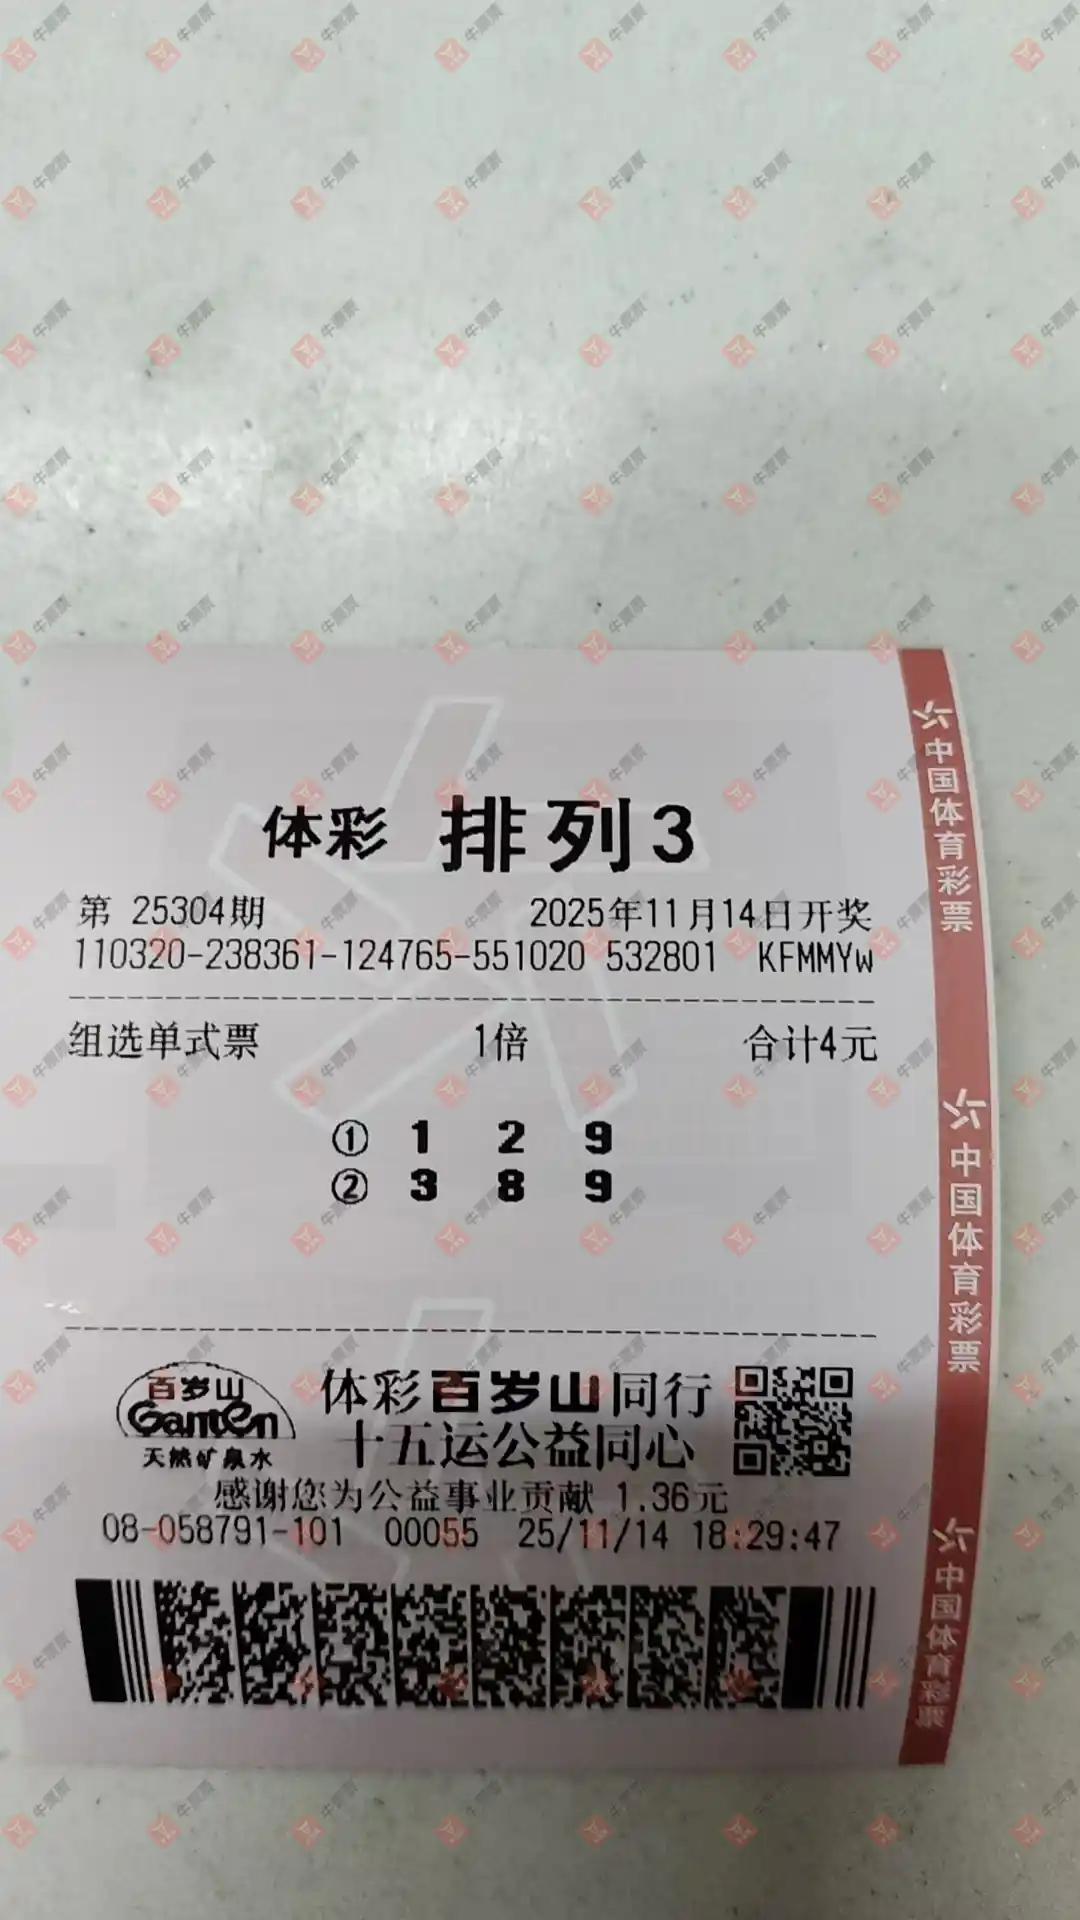 体彩 排列3
第 25304期 2025年11月14日开奖
110320-238361-124765-551020 532801 KFMMYw
组选单式票 1倍 合计4元
① 1 2 9
② 3 8 9
百岁山
Ganten
天然矿泉水
体彩百岁山同行
十五运公益同心
感谢您为公益事业贡献 1.36元
08-058791-101 00055 25/11/14 18:29:47
中国体育彩票
中国体育彩票
中国体育彩票
牛票票